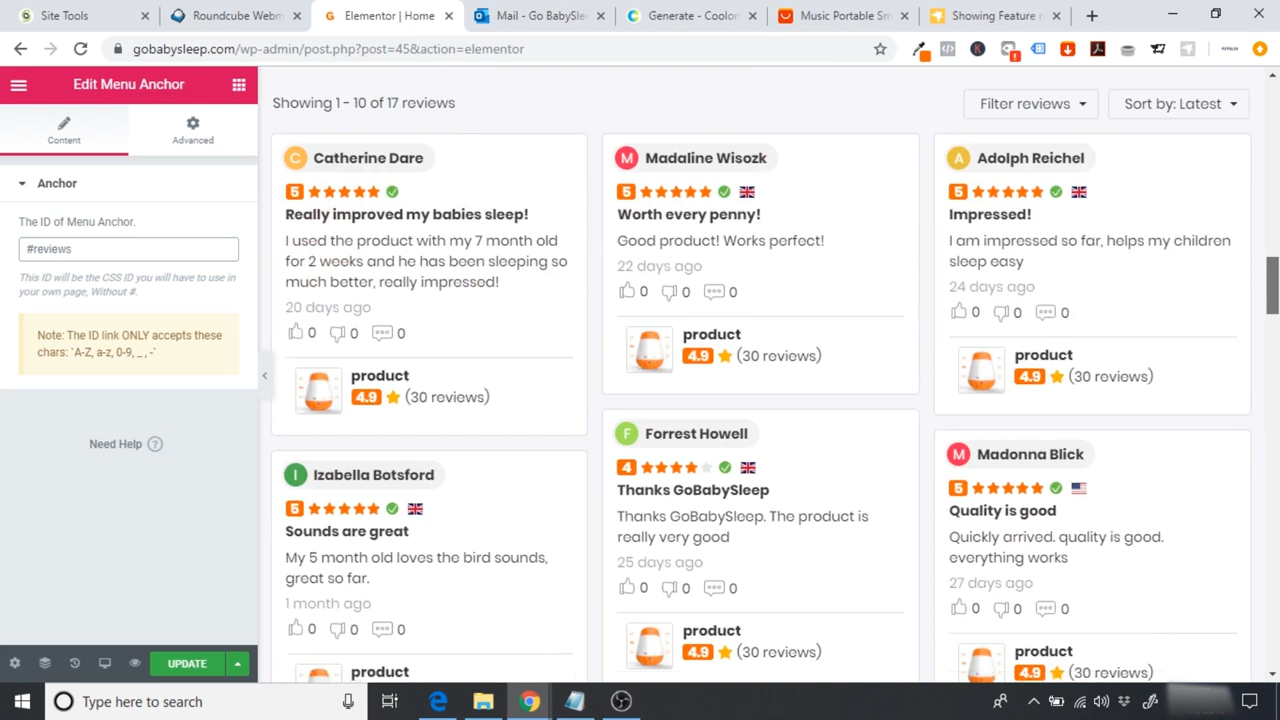 Site Tools
Roundcube Webm
Elementor | Home
Mail - Go BabySle
Generate - Coolor
Music Portable Sm
Showing Feature r
gobabysleep.com/wp-admin/post.php?post=45&action=elementor
Edit Menu Anchor
Content
Advanced
Anchor
The ID of Menu Anchor.
#reviews
This ID will be the CSS ID you will have to use in
your own page, Without #.
Note: The ID link ONLY accepts these
chars: `A-Z, a-z, 0-9, _ , -`
Need Help ?
UPDATE
Showing 1 - 10 of 17 reviews
Filter reviews
Sort by: Latest
C Catherine Dare
5
Really improved my babies sleep!
I used the product with my 7 month old
for 2 weeks and he has been sleeping so
much better, really impressed!
20 days ago
0 0 0
product
4.9 (30 reviews)
I Izabella Botsford
5
Sounds are great
My 5 month old loves the bird sounds,
great so far.
1 month ago
0 0 0
product
M Madaline Wisozk
5
Worth every penny!
Good product! Works perfect!
22 days ago
0 0 0
product
4.9 (30 reviews)
F Forrest Howell
4
Thanks GoBabySleep
Thanks GoBabySleep. The product is
really very good
25 days ago
0 0 0
product
4.9 (30 reviews)
A Adolph Reichel
5
Impressed!
I am impressed so far, helps my children
sleep easy
24 days ago
0 0 0
product
4.9 (30 reviews)
M Madonna Blick
5
Quality is good
Quickly arrived. quality is good.
everything works
27 days ago
0 0 0
product
4.9 (30 reviews)
Type here to search